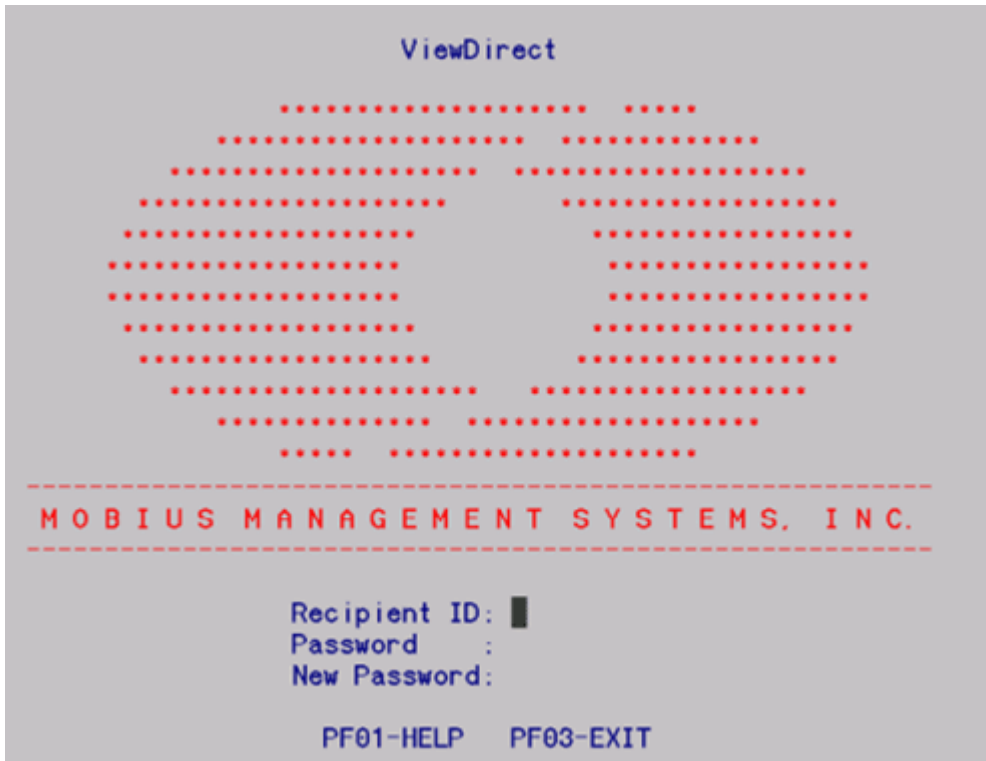 ViewDirect
MOBIUS MANAGEMENT SYSTEMS, INC.
Recipient ID:
Password :
New Password:
PF01-HELP PF03-EXIT